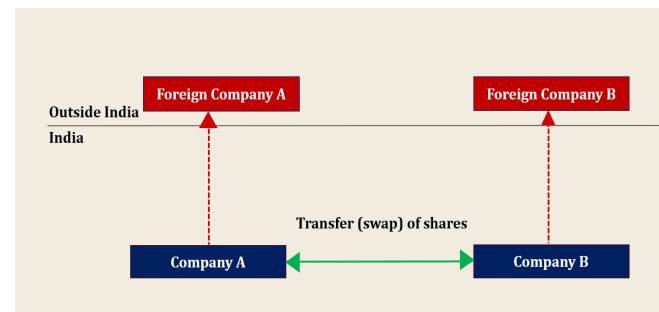 Foreign Company A
Foreign Company B
Outside India
India
Transfer (swap) of shares
Company A
Company B